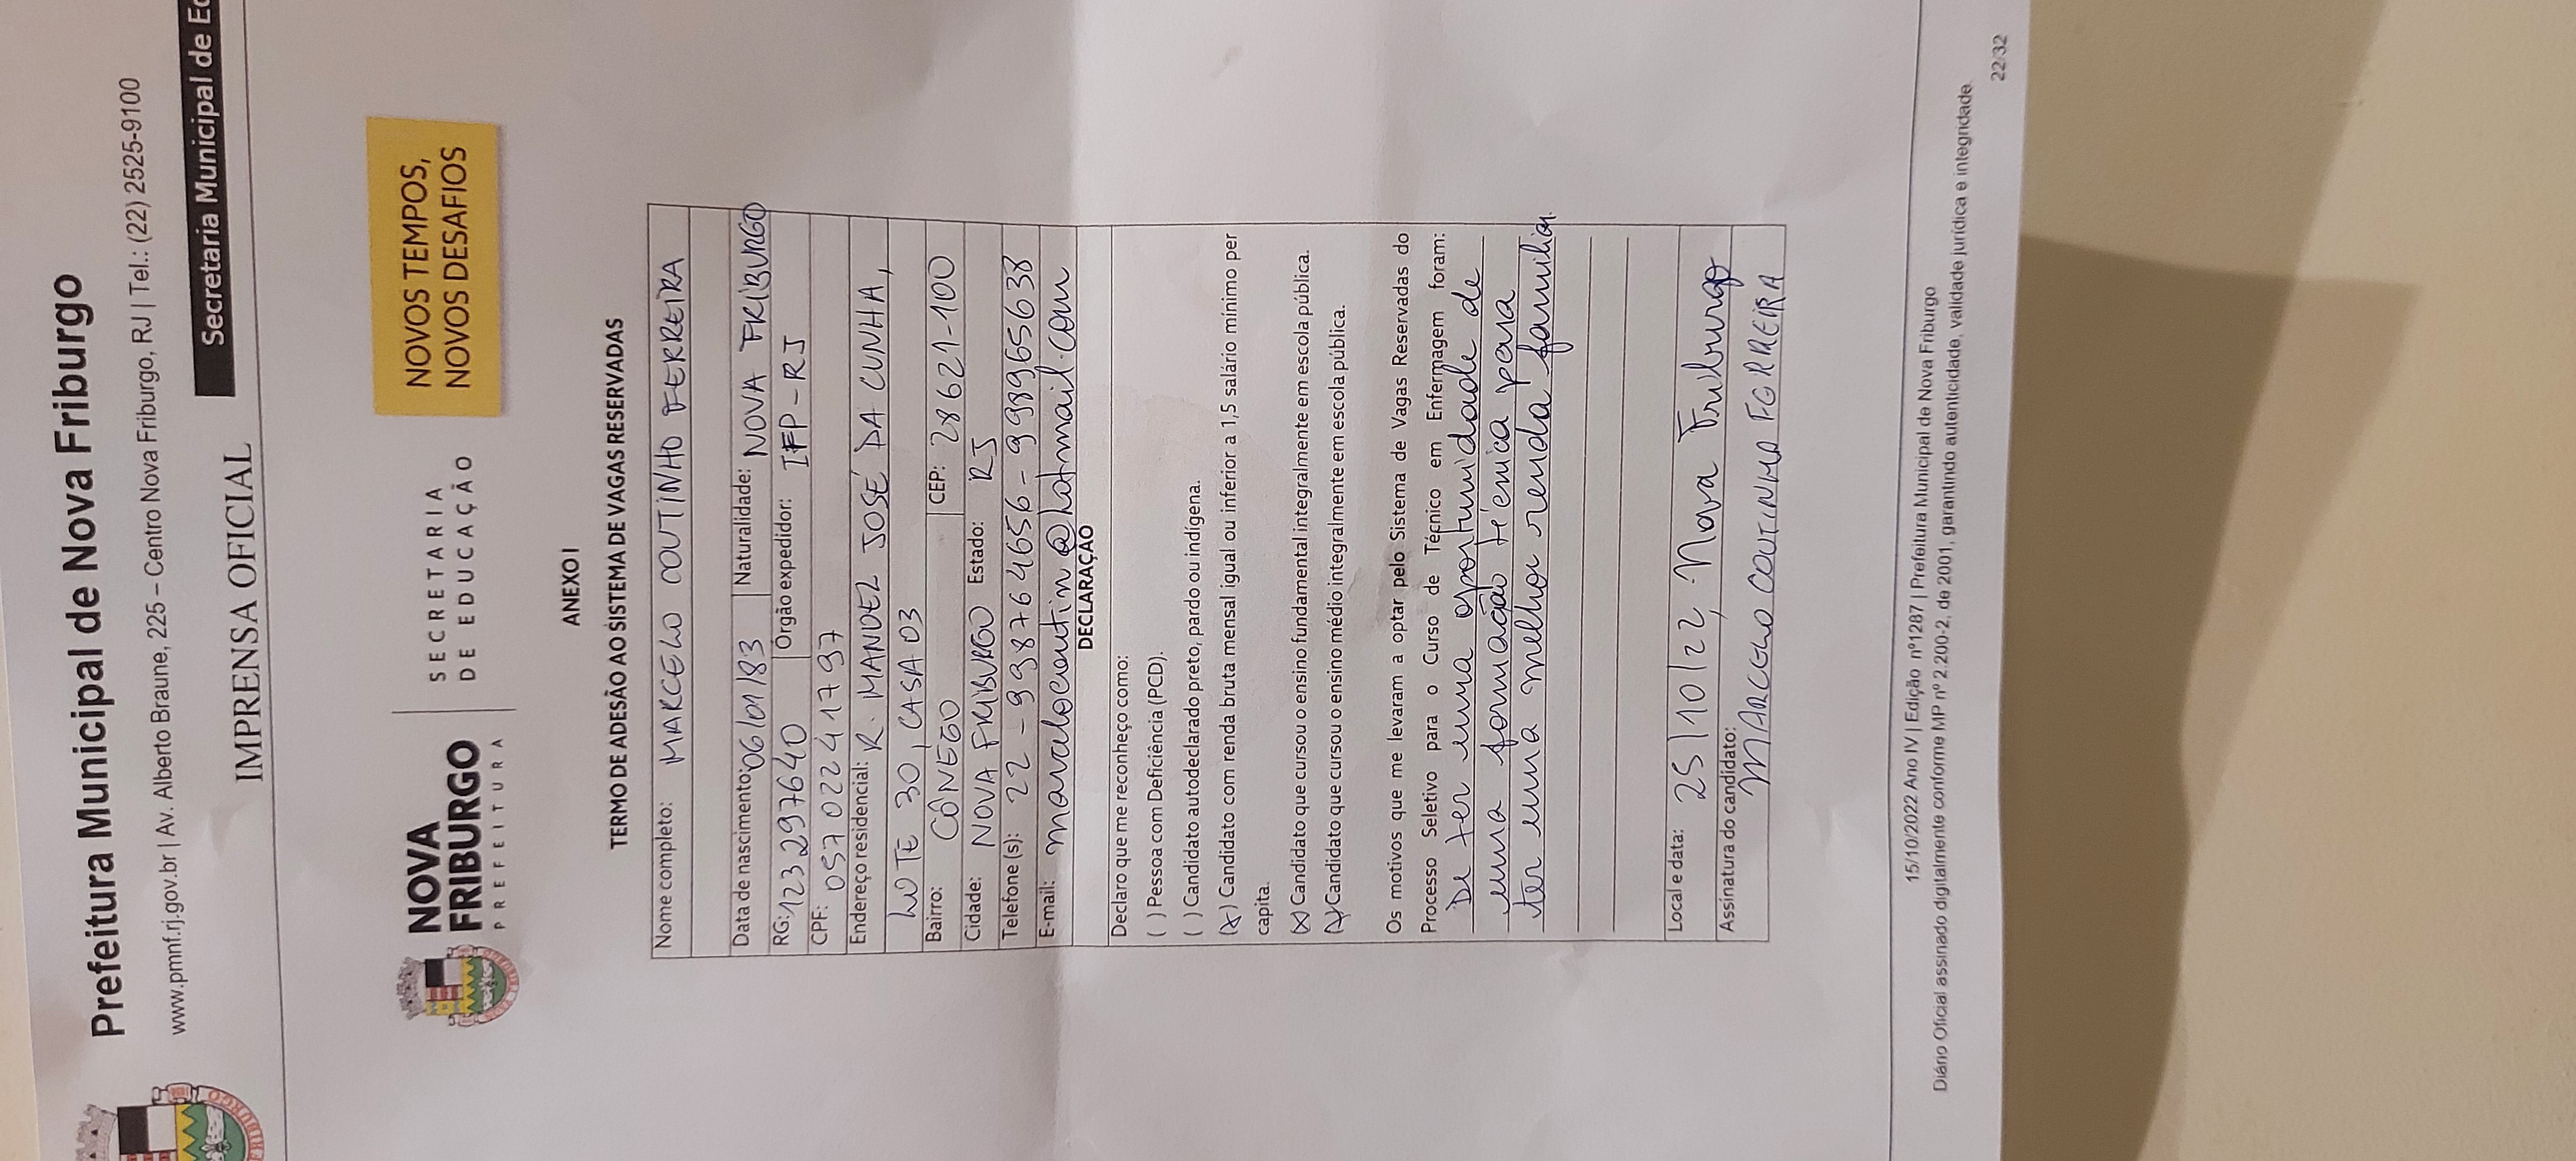 Prefeitura Municipal de Nova Friburgo
www.pmnf.rj.gov.br | Av. Alberto Braune, 225 – Centro Nova Friburgo, RJ | Tel.: (22) 2525-9100
Secretaria Municipal de Ed
IMPRENSA OFICIAL
FRIBURGO
NOVA
FRIBURGO
PREFEITURA
SECRETARIA
DE EDUCAÇÃO
NOVOS TEMPOS,
NOVOS DESAFIOS
ANEXO I
TERMO DE ADESÃO AO SISTEMA DE VAGAS RESERVADAS
Nome completo: MARCELO COUTINHO FERREIRA
Data de nascimento: 06/01/83 Naturalidade: NOVA FRIBURGO
RG: 123297640 Órgão expedidor: IFP-RJ
CPF: 05702241797
Endereço residencial: R. MANOEL JOSÉ DA CUNHA,
LOTE 30, CASA 03
Bairro: CÔNEGO CEP: 28621-100
Cidade: NOVA FRIBURGO Estado: RJ
Telefone (s): 22 - 998764656 - 998965638
E-mail: marcelocoutin@hotmail.com
DECLARAÇÃO
Declaro que me reconheço como:
( ) Pessoa com Deficiência (PCD).
( ) Candidato autodeclarado preto, pardo ou indígena.
(X) Candidato com renda bruta mensal igual ou inferior a 1,5 salário mínimo per
capita.
(X) Candidato que cursou o ensino fundamental integralmente em escola pública.
(X) Candidato que cursou o ensino médio integralmente em escola pública.
Os motivos que me levaram a optar pelo Sistema de Vagas Reservadas do
Processo Seletivo para o Curso de Técnico em Enfermagem foram:
De ter uma oportunidade de
uma formação técnica para
ter uma melhor renda familiar.
Local e data: 25/10/22, Nova Friburgo
Assinatura do candidato:
MARCELO COUTINHO FERREIRA
15/10/2022 Ano IV | Edição nº1287 | Prefeitura Municipal de Nova Friburgo
Diário Oficial assinado digitalmente conforme MP nº 2.200-2, de 2001, garantindo autenticidade, validade jurídica e integridade.
22/32